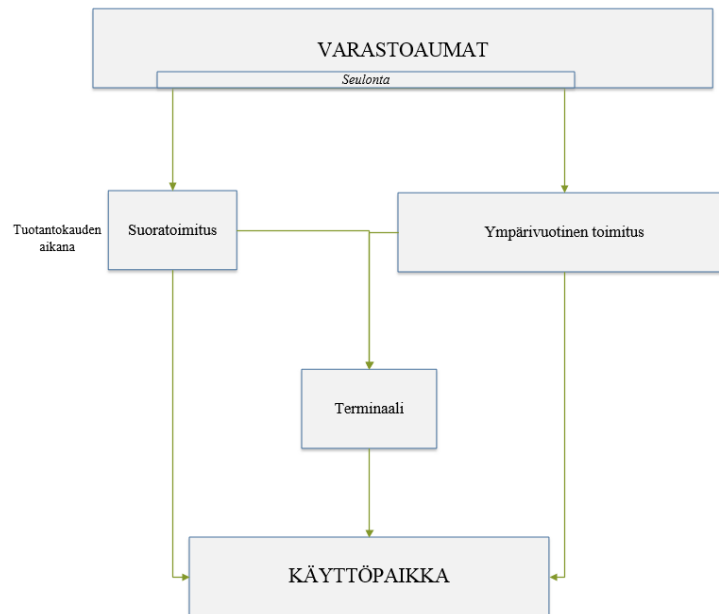 VARASTOAUMAT
Seulonta
Tuotantokauden
aikana
Suoratoimitus
Ympärivuotinen toimitus
Terminaali
KÄYTTÖPAIKKA